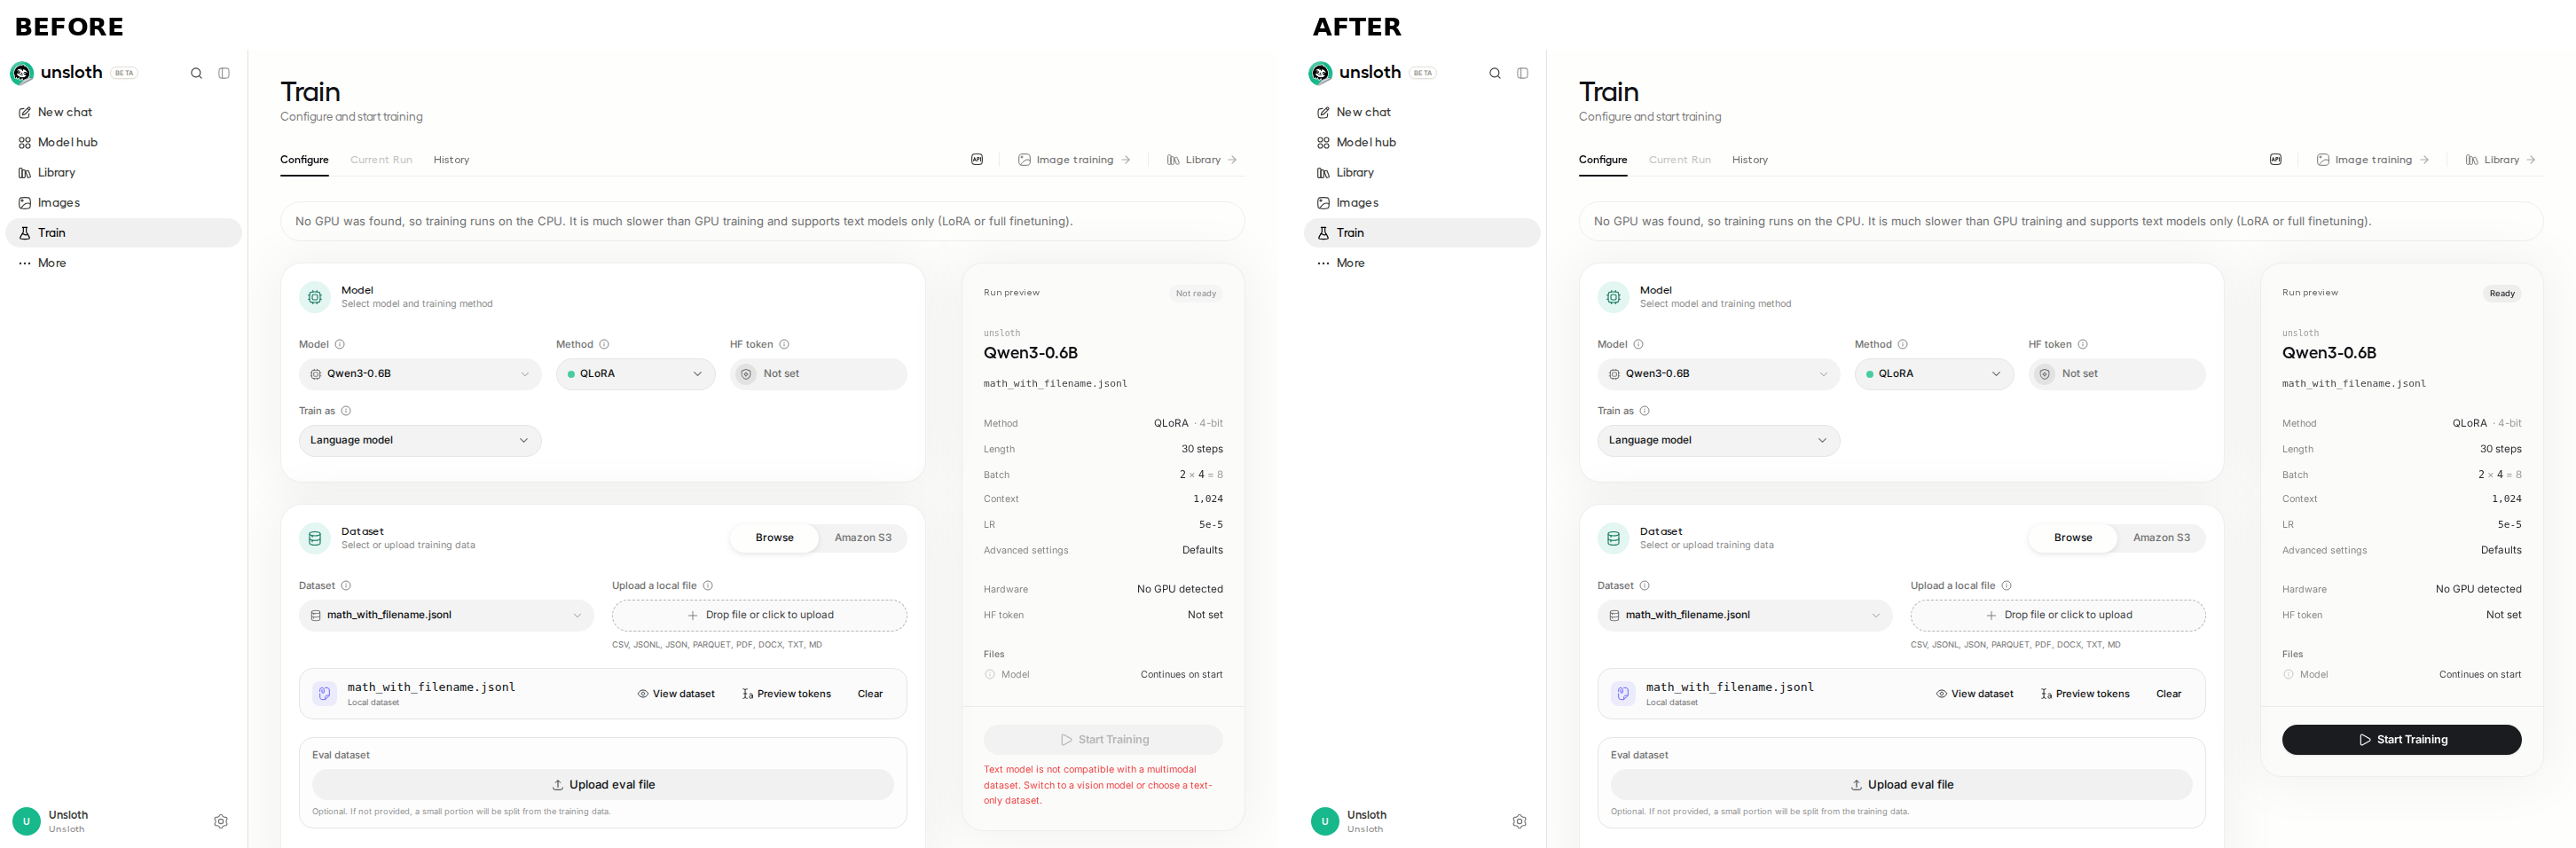 BEFORE
unsloth BETA
New chat
Model hub
Library
Images
Train
More
Unsloth
Unsloth
U
Train
Configure and start training
Configure Current Run History
API Image training → Library →
No GPU was found, so training runs on the CPU. It is much slower than GPU training and supports text models only (LoRA or full finetuning).
Model
Select model and training method
Model Method HF token
Qwen3-0.6B QLoRA Not set
Train as
Language model
Dataset
Select or upload training data
Browse Amazon S3
Dataset Upload a local file
math_with_filename.jsonl Drop file or click to upload
CSV, JSONL, JSON, PARQUET, PDF, DOCX, TXT, MD
math_with_filename.jsonl View dataset Preview tokens Clear
Local dataset
Eval dataset
Upload eval file
Optional. If not provided, a small portion will be split from the training data.
Run preview Not ready
unsloth
Qwen3-0.6B
math_with_filename.jsonl
Method QLoRA · 4-bit
Length 30 steps
Batch 2 × 4 = 8
Context 1,024
LR 5e-5
Advanced settings Defaults
Hardware No GPU detected
HF token Not set
Files
Model Continues on start
Start Training
Text model is not compatible with a multimodal
dataset. Switch to a vision model or choose a text-
only dataset.
AFTER
unsloth BETA
New chat
Model hub
Library
Images
Train
More
Unsloth
Unsloth
U
Train
Configure and start training
Configure Current Run History
API Image training → Library →
No GPU was found, so training runs on the CPU. It is much slower than GPU training and supports text models only (LoRA or full finetuning).
Model
Select model and training method
Model Method HF token
Qwen3-0.6B QLoRA Not set
Train as
Language model
Dataset
Select or upload training data
Browse Amazon S3
Dataset Upload a local file
math_with_filename.jsonl Drop file or click to upload
CSV, JSONL, JSON, PARQUET, PDF, DOCX, TXT, MD
math_with_filename.jsonl View dataset Preview tokens Clear
Local dataset
Eval dataset
Upload eval file
Optional. If not provided, a small portion will be split from the training data.
Run preview Ready
unsloth
Qwen3-0.6B
math_with_filename.jsonl
Method QLoRA · 4-bit
Length 30 steps
Batch 2 × 4 = 8
Context 1,024
LR 5e-5
Advanced settings Defaults
Hardware No GPU detected
HF token Not set
Files
Model Continues on start
Start Training